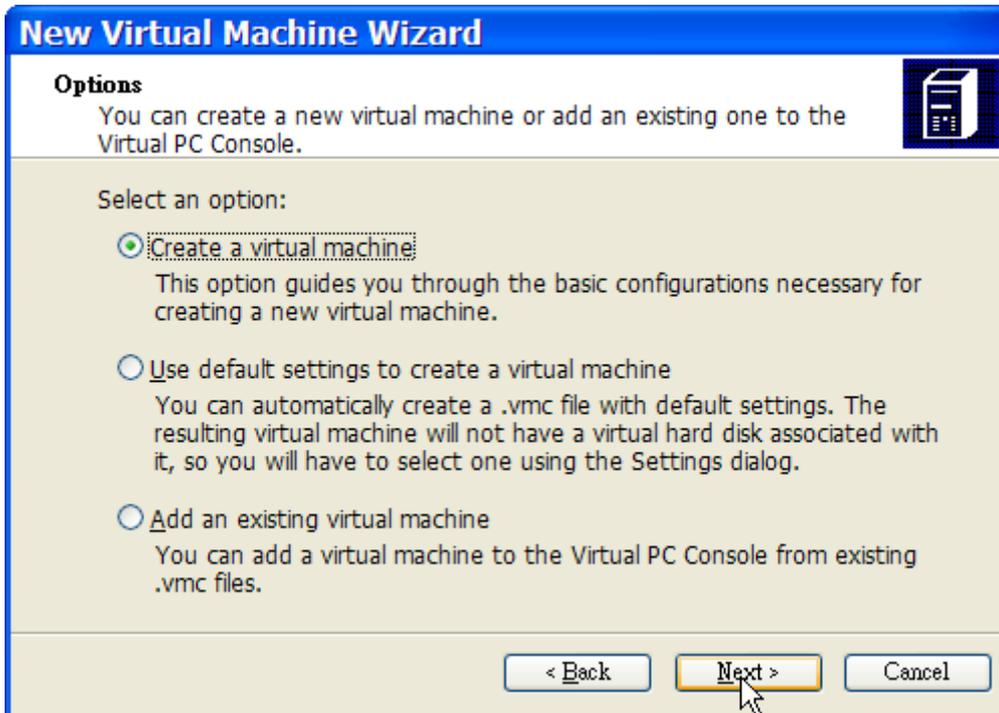 New Virtual Machine Wizard
Options
You can create a new virtual machine or add an existing one to the
Virtual PC Console.
Select an option:
Create a virtual machine
This option guides you through the basic configurations necessary for
creating a new virtual machine.
Use default settings to create a virtual machine
You can automatically create a .vmc file with default settings. The
resulting virtual machine will not have a virtual hard disk associated with
it, so you will have to select one using the Settings dialog.
Add an existing virtual machine
You can add a virtual machine to the Virtual PC Console from existing
.vmc files.
< Back
Next >
Cancel